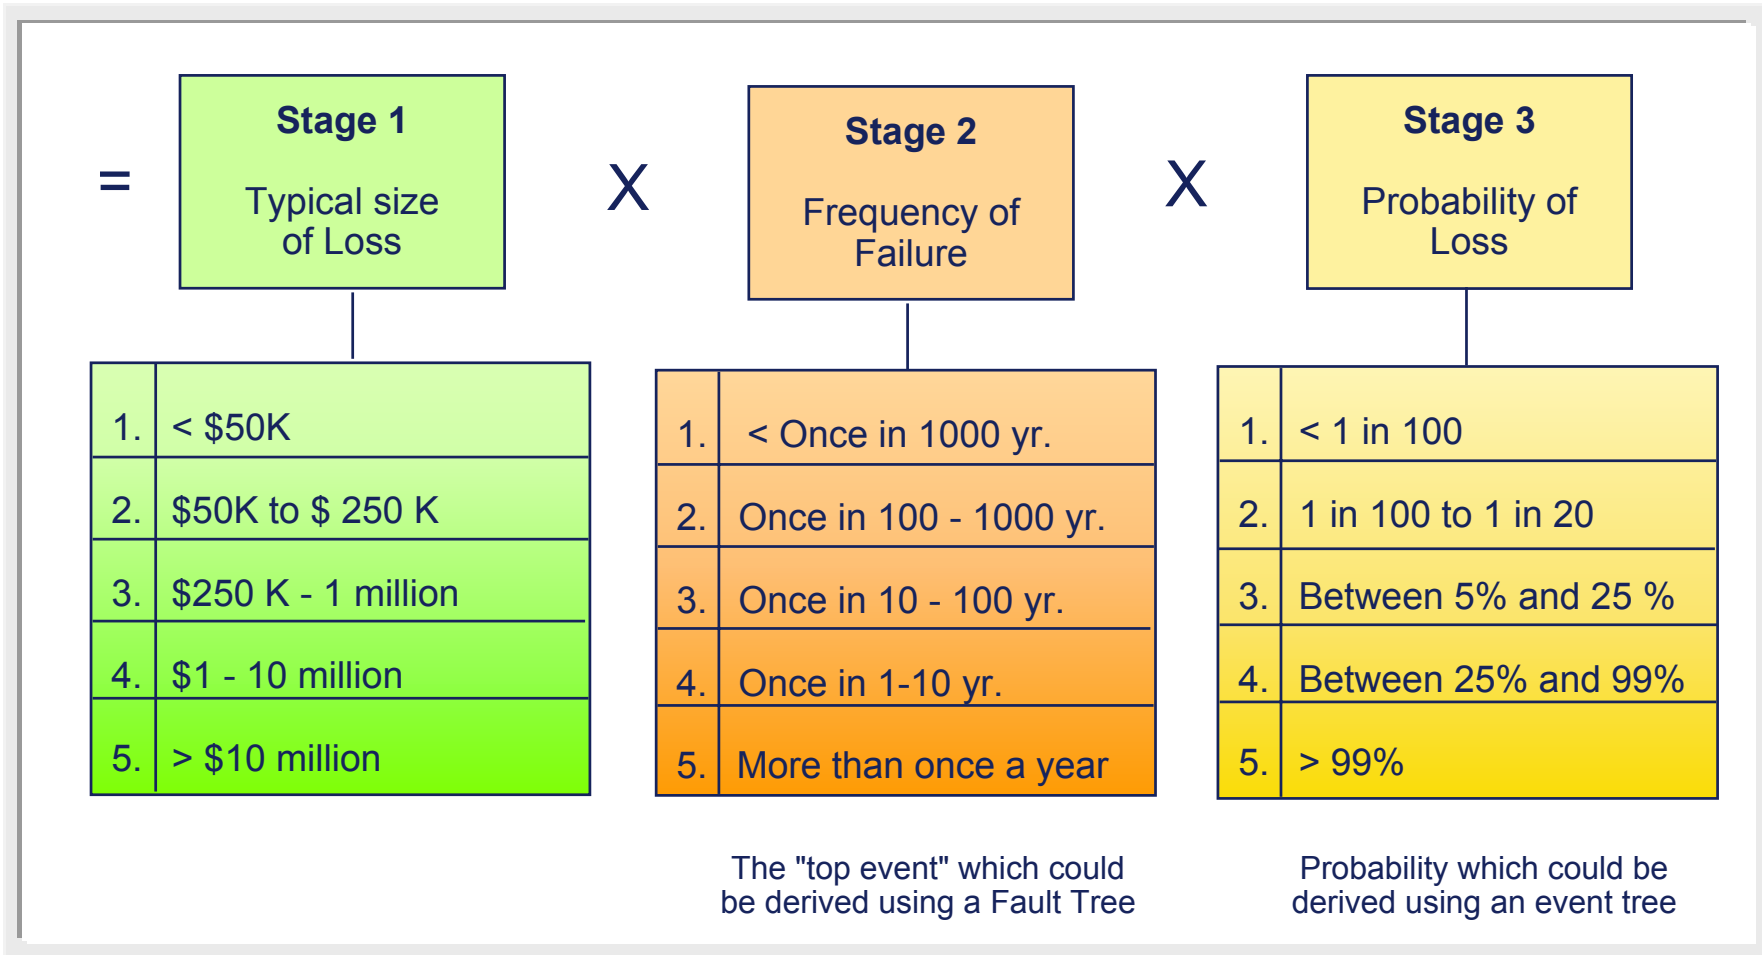 =
Stage 1
Typical size
of Loss
X
Stage 2
Frequency of
Failure
X
Stage 3
Probability of
Loss
1. < $50K
2. $50K to $ 250 K
3. $250 K - 1 million
4. $1 - 10 million
5. > $10 million
1. < Once in 1000 yr.
2. Once in 100 - 1000 yr.
3. Once in 10 - 100 yr.
4. Once in 1-10 yr.
5. More than once a year
1. < 1 in 100
2. 1 in 100 to 1 in 20
3. Between 5% and 25 %
4. Between 25% and 99%
5. > 99%
The "top event" which could
be derived using a Fault Tree
Probability which could be
derived using an event tree